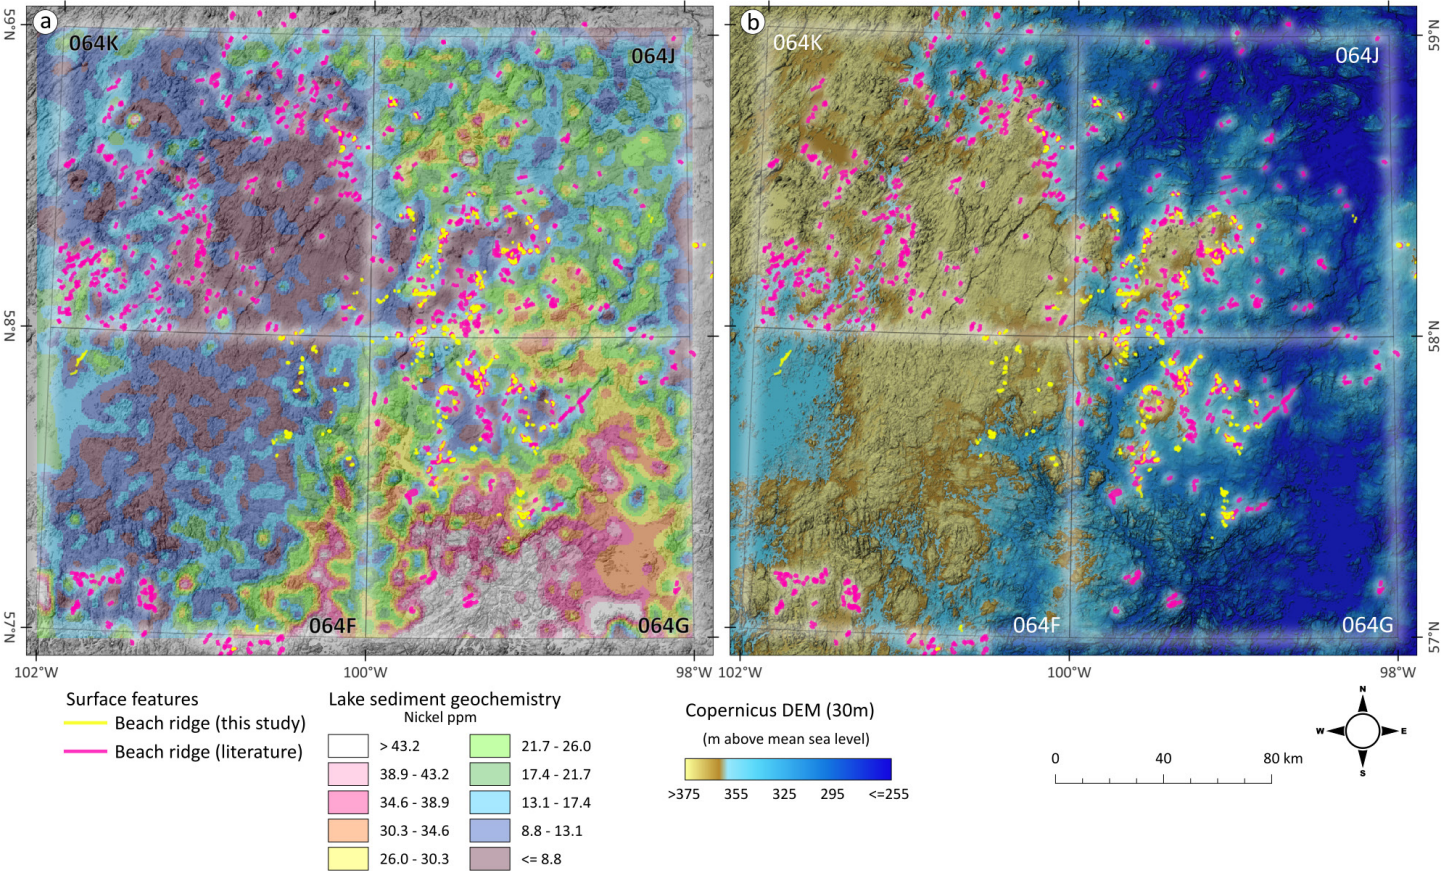 a
b
064K
064J
064F
064G
064K
064J
064F
064G
59°N
58°N
57°N
59°N
58°N
57°N
102°W
100°W
98°W
102°W
100°W
98°W
Surface features
Beach ridge (this study)
Beach ridge (literature)
Lake sediment geochemistry
Nickel ppm
> 43.2
38.9 - 43.2
34.6 - 38.9
30.3 - 34.6
26.0 - 30.3
21.7 - 26.0
17.4 - 21.7
13.1 - 17.4
8.8 - 13.1
<= 8.8
Copernicus DEM (30m)
(m above mean sea level)
>375 355 325 295 <=255
0 40 80 km
N
W E
S